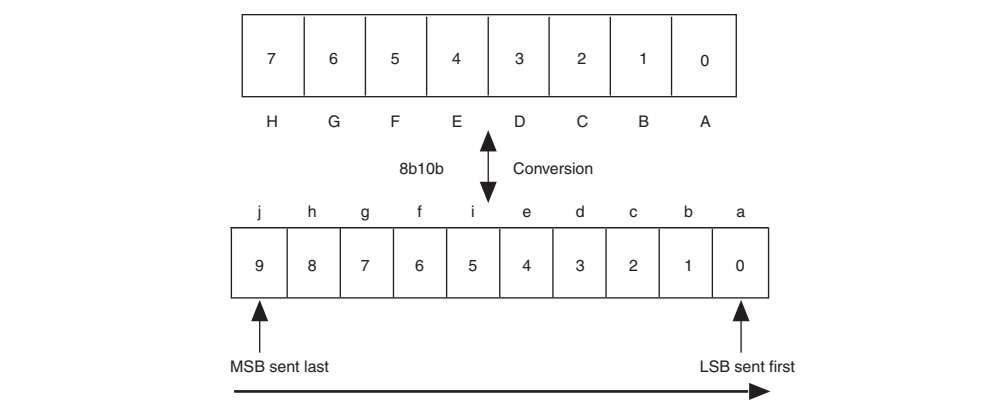 7 6 5 4 3 2 1 0
H G F E D C B A
8b10b Conversion
j h g f i e d c b a
9 8 7 6 5 4 3 2 1 0
MSB sent last LSB sent first